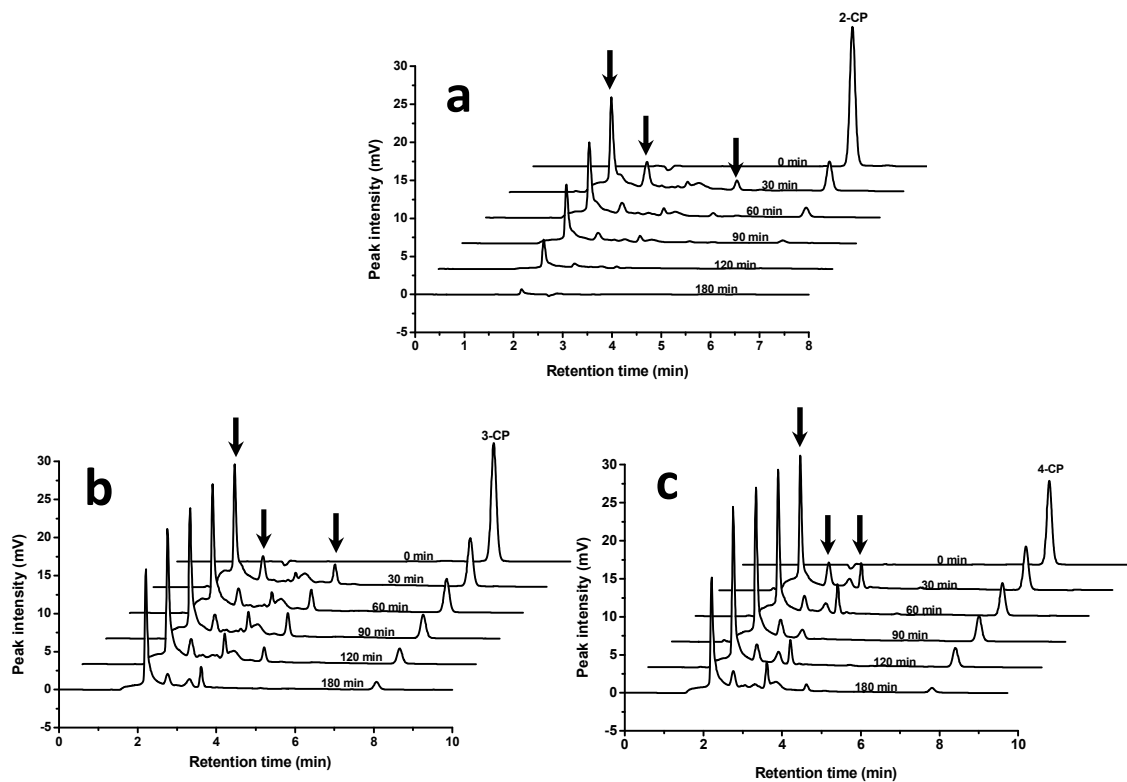 2-CP
a
30
25
20
15
10
5
0
-5
Peak intensity (mV)
0 min
30 min
60 min
90 min
120 min
180 min
0 1 2 3 4 5 6 7 8
Retention time (min)
3-CP
b
30
25
20
15
10
5
0
-5
Peak intensity (mV)
0 min
30 min
60 min
90 min
120 min
180 min
0 2 4 6 8 10
Retention time (min)
4-CP
c
30
25
20
15
10
5
0
-5
Peak intensity (mV)
0 min
30 min
60 min
90 min
120 min
180 min
0 2 4 6 8 10
Retention time (min)